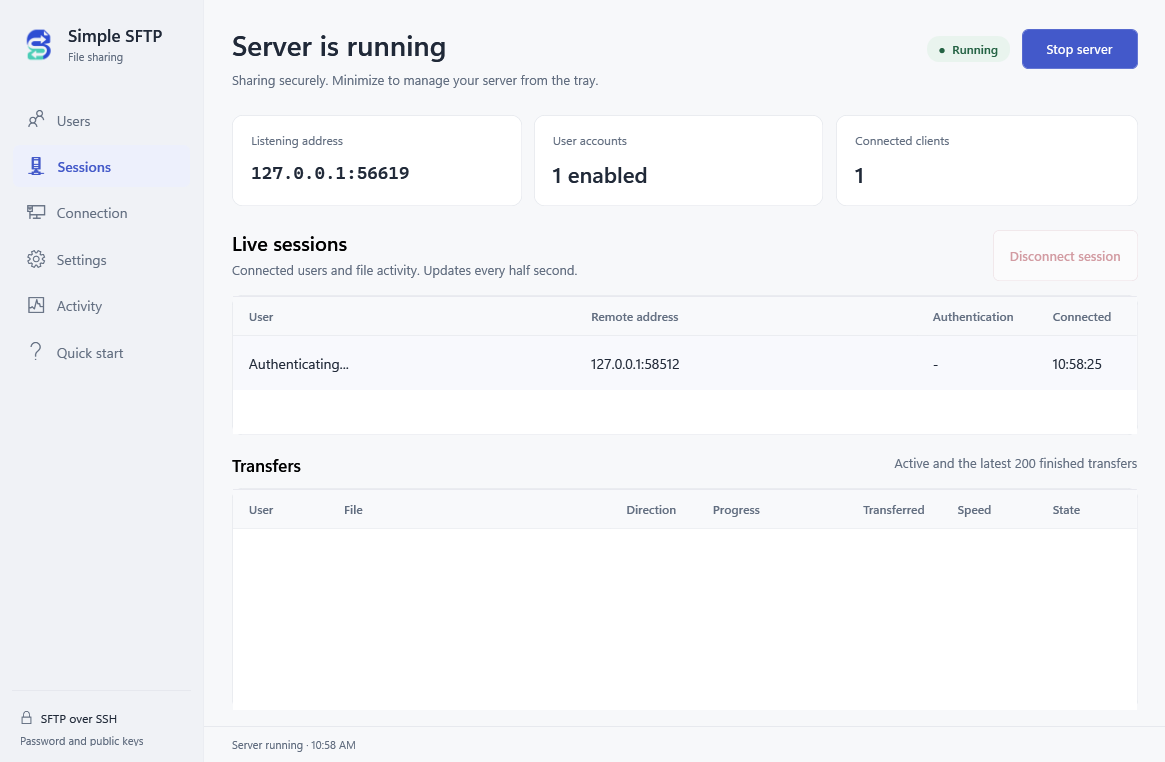 Simple SFTP
File sharing
Users
Sessions
Connection
Settings
Activity
Quick start
SFTP over SSH
Password and public keys
Server is running
Sharing securely. Minimize to manage your server from the tray.
● Running
Stop server
Listening address
127.0.0.1:56619
User accounts
1 enabled
Connected clients
1
Live sessions
Connected users and file activity. Updates every half second.
Disconnect session
User Remote address Authentication Connected
Authenticating... 127.0.0.1:58512 - 10:58:25
Transfers
Active and the latest 200 finished transfers
User File Direction Progress Transferred Speed State
Server running · 10:58 AM